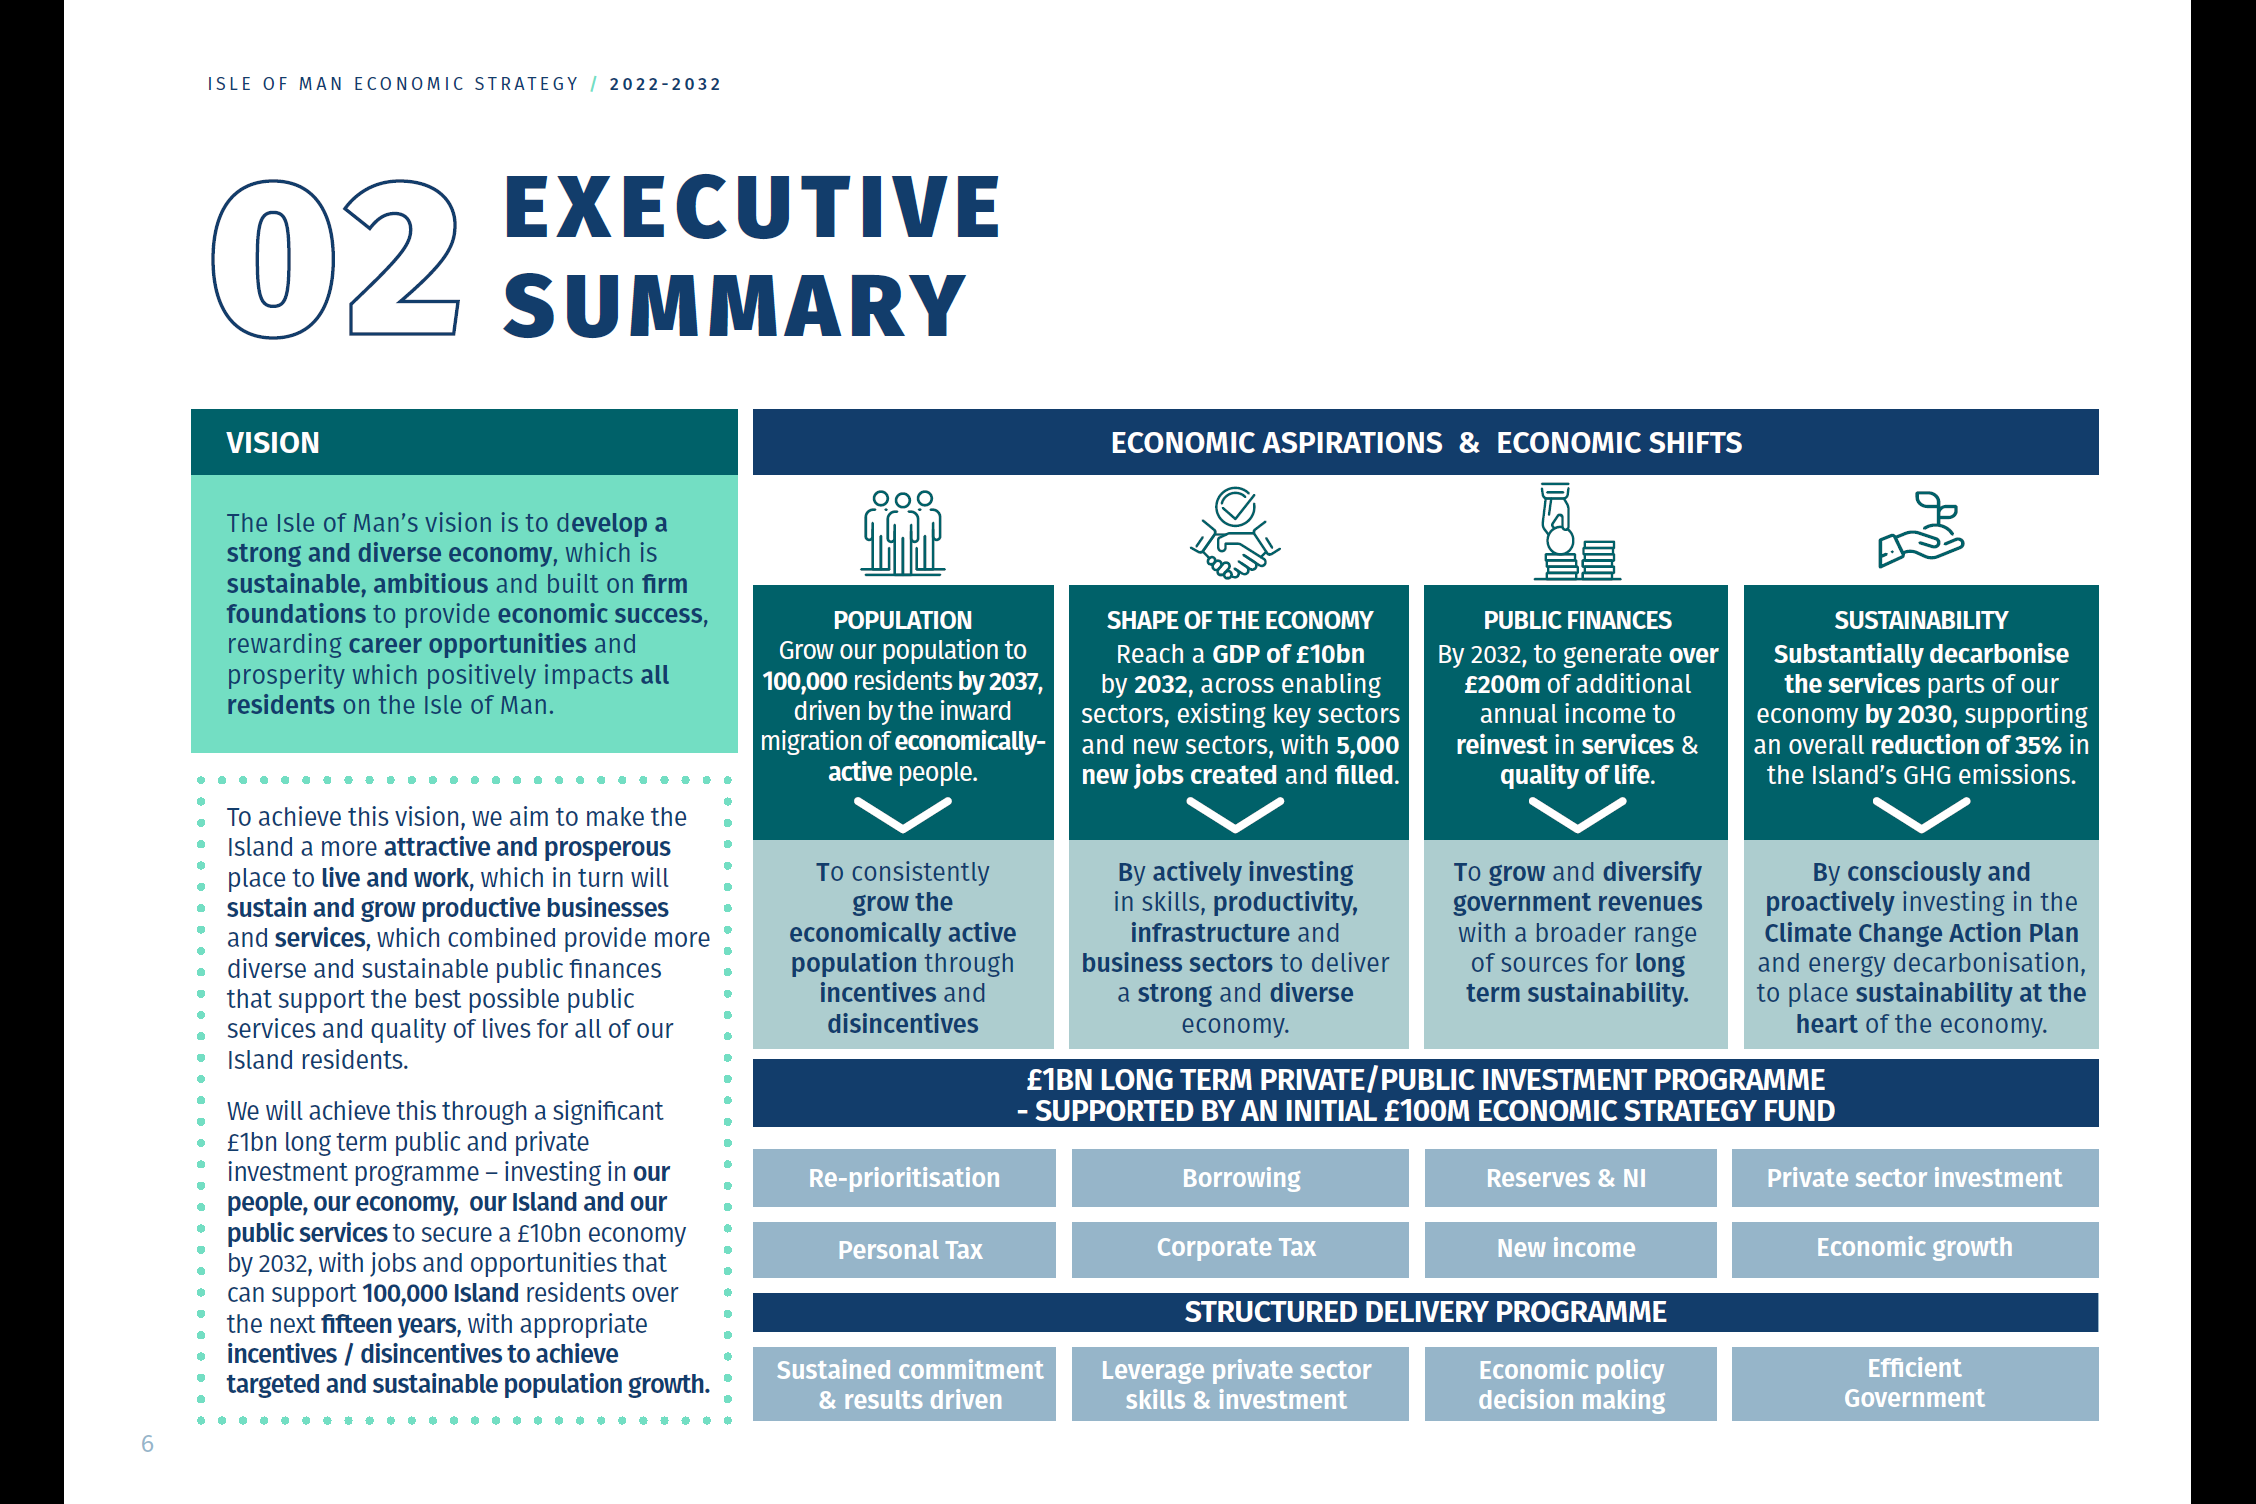 ISLE OF MAN ECONOMIC STRATEGY / 2022-2032
02
EXECUTIVE
SUMMARY
VISION
The Isle of Man’s vision is to develop a
strong and diverse economy, which is
sustainable, ambitious and built on firm
foundations to provide economic success,
rewarding career opportunities and
prosperity which positively impacts all
residents on the Isle of Man.
To achieve this vision, we aim to make the
Island a more attractive and prosperous
place to live and work, which in turn will
sustain and grow productive businesses
and services, which combined provide more
diverse and sustainable public finances
that support the best possible public
services and quality of lives for all of our
Island residents.
We will achieve this through a significant
£1bn long term public and private
investment programme – investing in our
people, our economy, our Island and our
public services to secure a £10bn economy
by 2032, with jobs and opportunities that
can support 100,000 Island residents over
the next fifteen years, with appropriate
incentives / disincentives to achieve
targeted and sustainable population growth.
ECONOMIC ASPIRATIONS & ECONOMIC SHIFTS
POPULATION
Grow our population to
100,000 residents by 2037,
driven by the inward
migration of economically-
active people.
To consistently
grow the
economically active
population through
incentives and
disincentives
SHAPE OF THE ECONOMY
Reach a GDP of £10bn
by 2032, across enabling
sectors, existing key sectors
and new sectors, with 5,000
new jobs created and filled.
By actively investing
in skills, productivity,
infrastructure and
business sectors to deliver
a strong and diverse
economy.
PUBLIC FINANCES
By 2032, to generate over
£200m of additional
annual income to
reinvest in services &
quality of life.
To grow and diversify
government revenues
with a broader range
of sources for long
term sustainability.
SUSTAINABILITY
Substantially decarbonise
the services parts of our
economy by 2030, supporting
an overall reduction of 35% in
the Island’s GHG emissions.
By consciously and
proactively investing in the
Climate Change Action Plan
and energy decarbonisation,
to place sustainability at the
heart of the economy.
£1BN LONG TERM PRIVATE/PUBLIC INVESTMENT PROGRAMME
- SUPPORTED BY AN INITIAL £100M ECONOMIC STRATEGY FUND
Re-prioritisation
Borrowing
Reserves & NI
Private sector investment
Personal Tax
Corporate Tax
New income
Economic growth
STRUCTURED DELIVERY PROGRAMME
Sustained commitment
& results driven
Leverage private sector
skills & investment
Economic policy
decision making
Efficient
Government
6